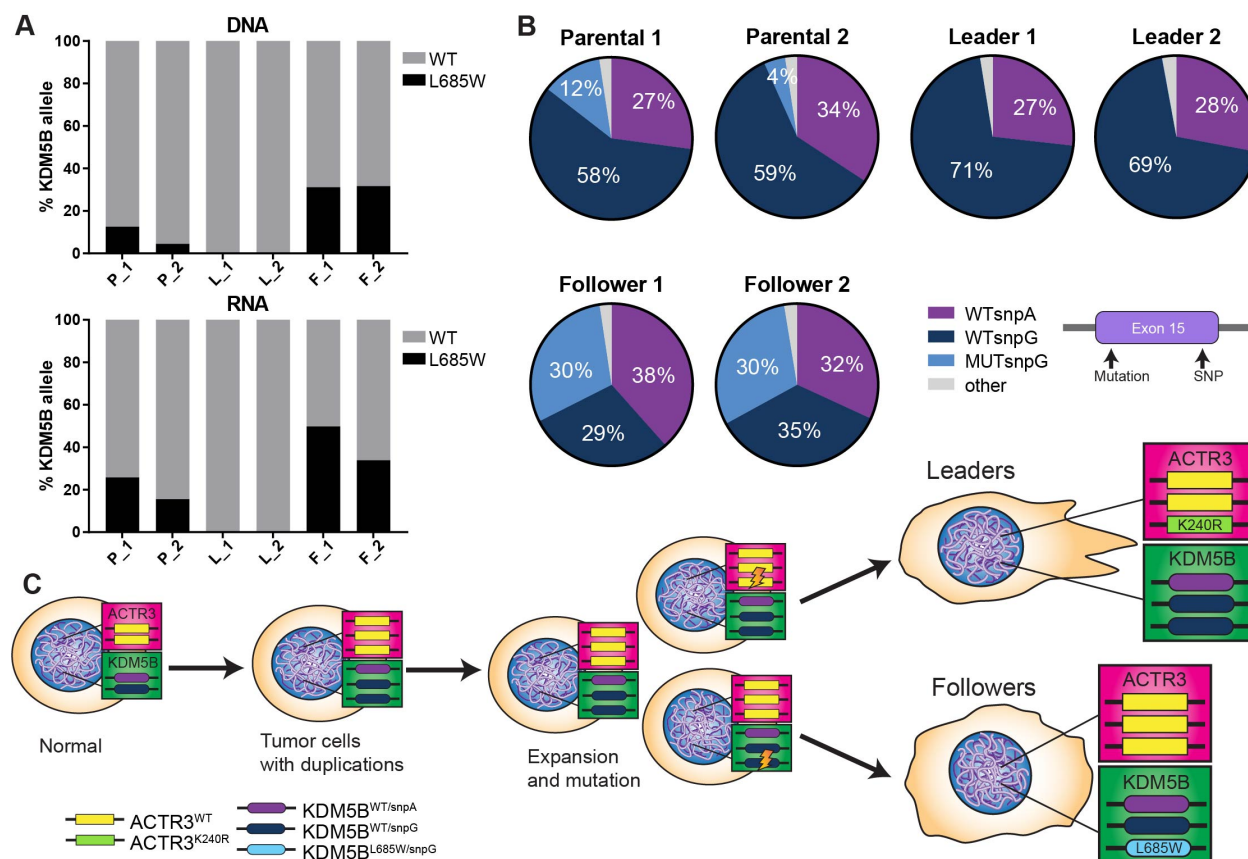 A
DNA
100
80
60
40
20
0
% KDM5B allele
WT
L685W
P_1
P_2
L_1
L_2
F_1
F_2
RNA
100
80
60
40
20
0
% KDM5B allele
WT
L685W
P_1
P_2
L_1
L_2
F_1
F_2
B
Parental 1
12%
27%
58%
Parental 2
4%
34%
59%
Leader 1
27%
71%
Leader 2
28%
69%
Follower 1
30%
38%
29%
Follower 2
30%
32%
35%
WTsnpA
WTsnpG
MUTsnpG
other
Exon 15
Mutation
SNP
C
ACTR3
KDM5B
Normal
Tumor cells
with duplications
Expansion
and mutation
Leaders
ACTR3
K240R
KDM5B
Followers
ACTR3
KDM5B
L685W
ACTR3WT
ACTR3K240R
KDM5BWT/snpA
KDM5BWT/snpG
KDM5BL685W/snpG